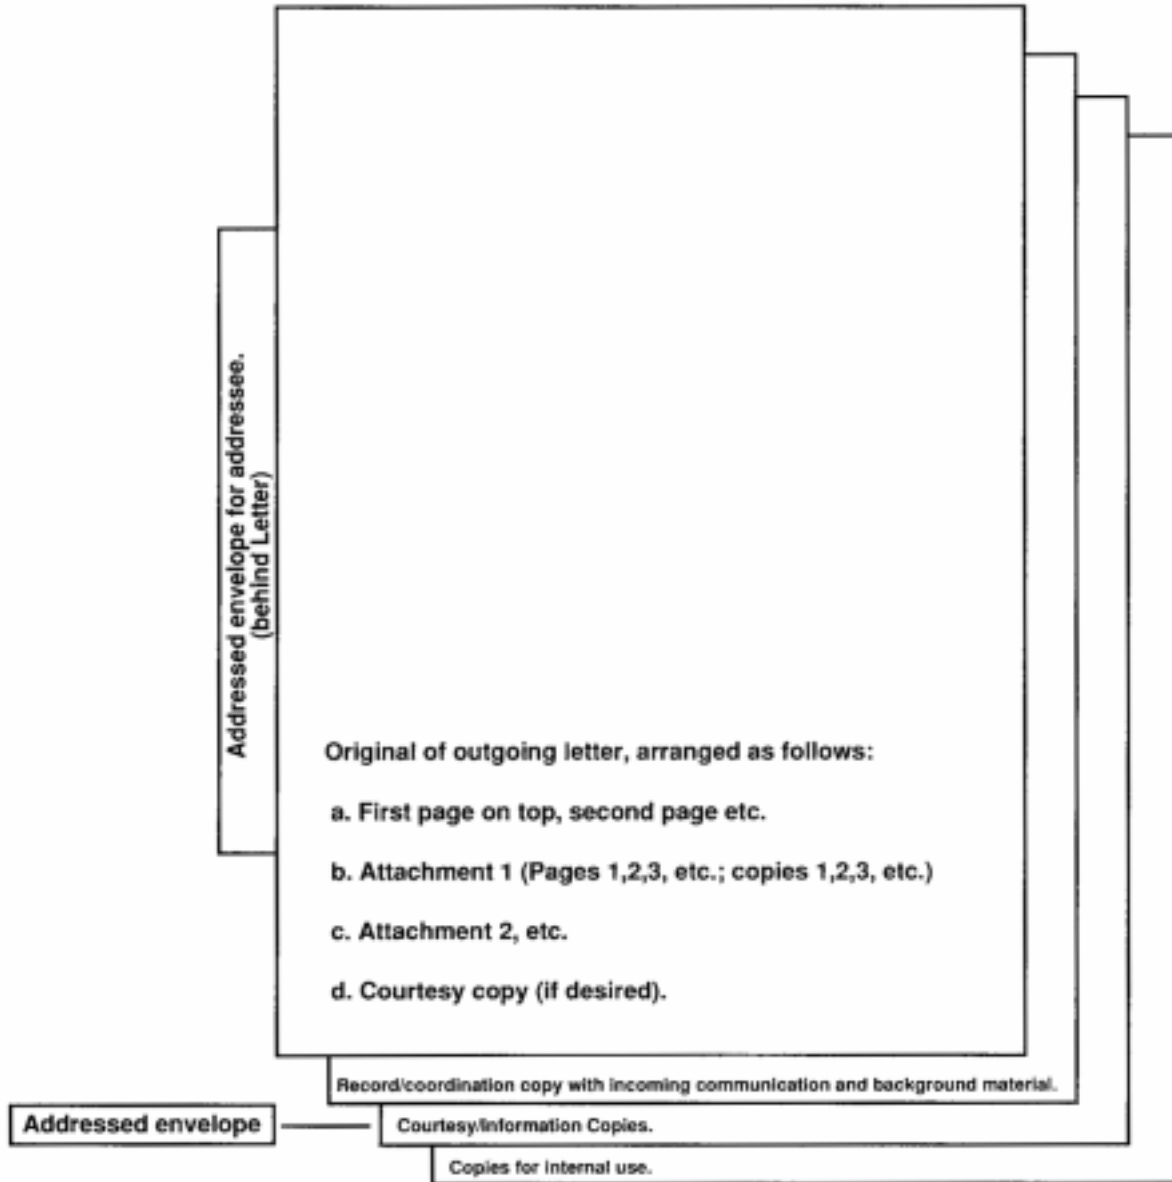 Addressed envelope for addressee.
(behind Letter)
Original of outgoing letter, arranged as follows:
a. First page on top, second page etc.
b. Attachment 1 (Pages 1,2,3, etc.; copies 1,2,3, etc.)
c. Attachment 2, etc.
d. Courtesy copy (if desired).
Record/coordination copy with incoming communication and background material.
Addressed envelope
Courtesy/Information Copies.
Copies for internal use.